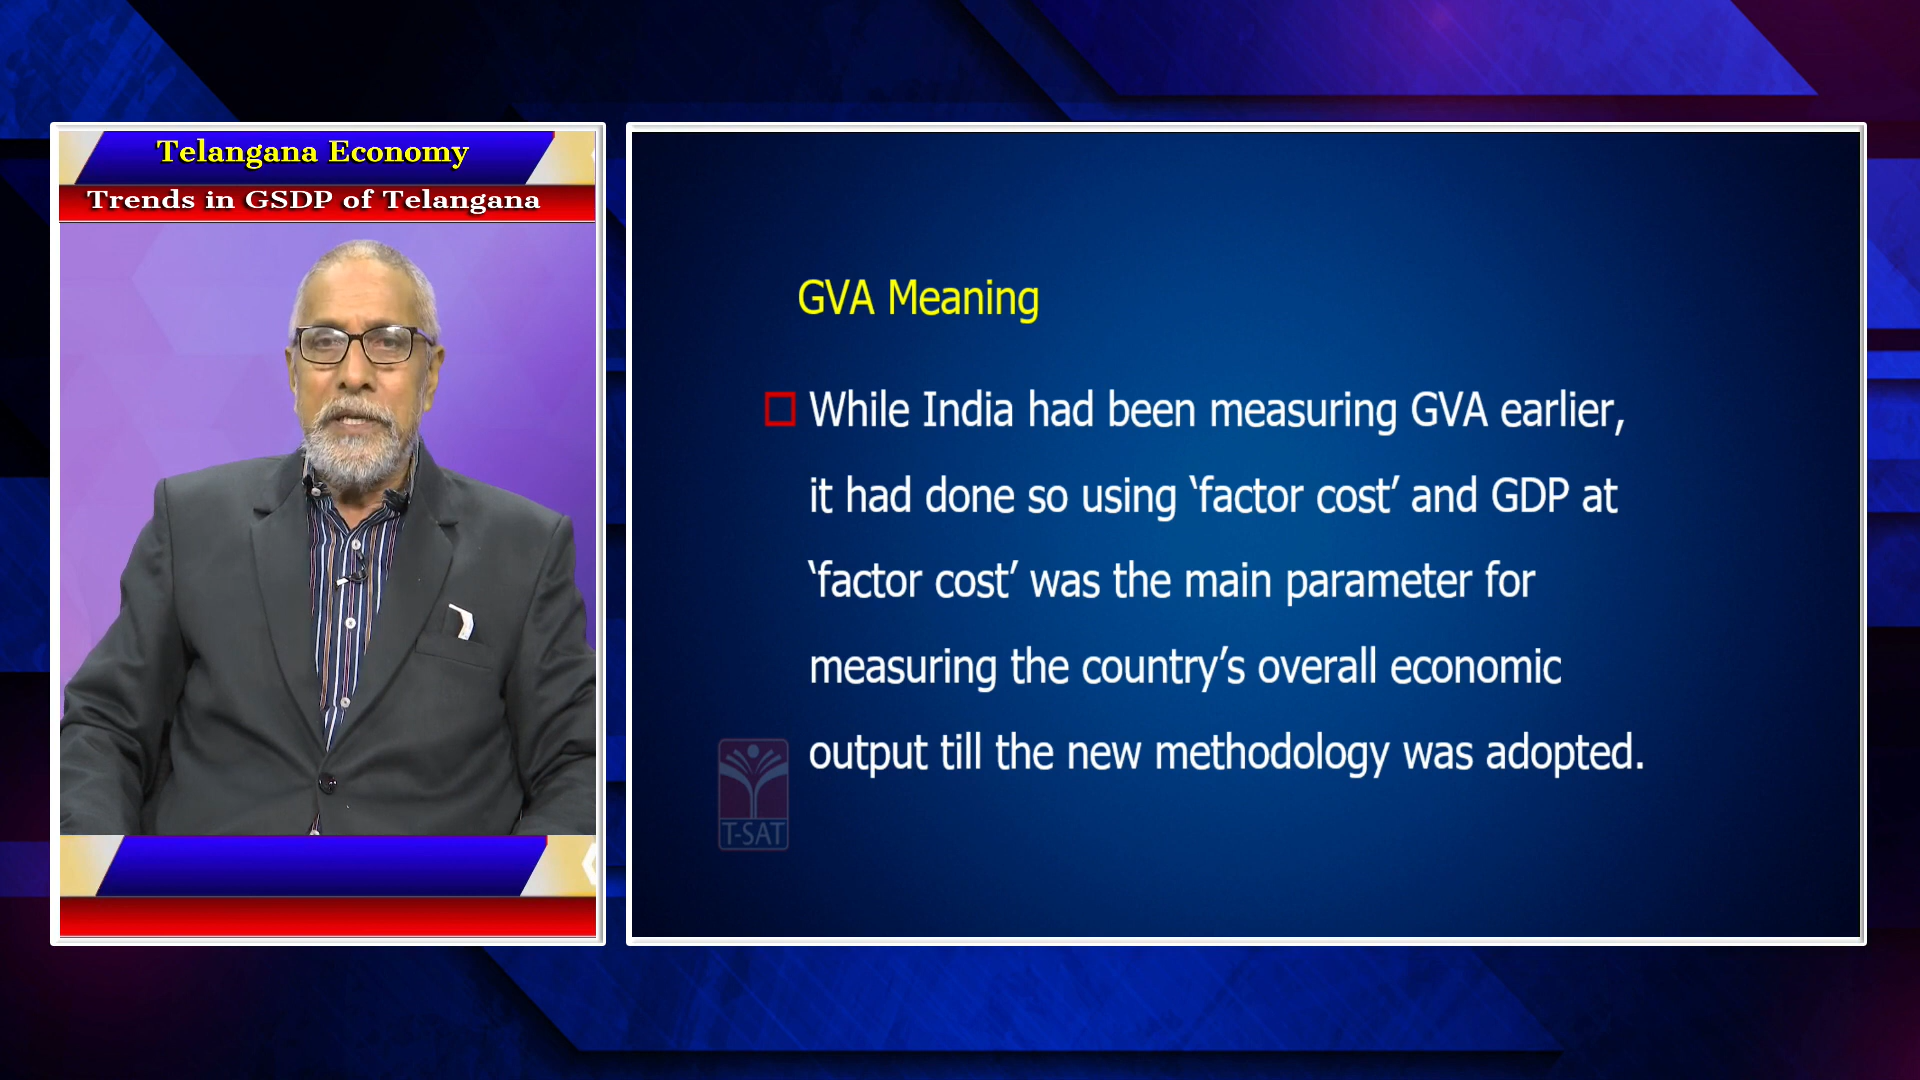 Telangana Economy
Trends in GSDP of Telangana
GVA Meaning
While India had been measuring GVA earlier,
it had done so using ‘factor cost’ and GDP at
‘factor cost’ was the main parameter for
measuring the country’s overall economic
output till the new methodology was adopted.
T-SAT